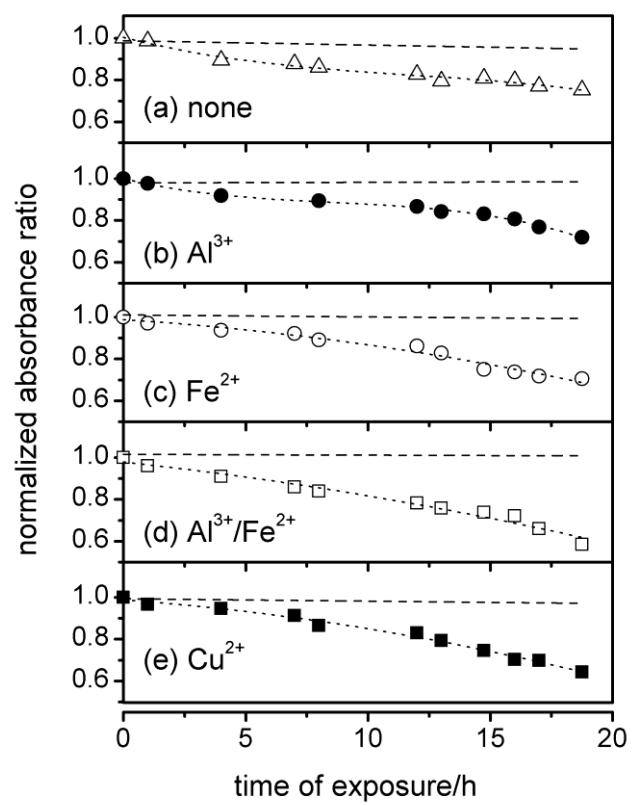 normalized absorbance ratio
1.0
0.8
0.6
(a) none
1.0
0.8
0.6
(b) Al³⁺
1.0
0.8
0.6
(c) Fe²⁺
1.0
0.8
0.6
(d) Al³⁺/Fe²⁺
1.0
0.8
0.6
(e) Cu²⁺
0 5 10 15 20
time of exposure/h